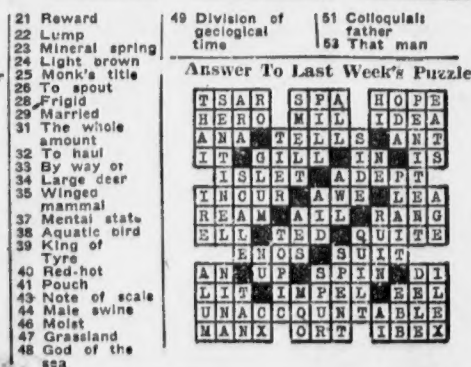 21 Reward
22 Lump
23 Mineral spring
24 Light brown
25 Monk's title
26 To spout
28 Frigid
29 Married
31 The whole
amount
32 To haul
33 By way or
34 Large deer
35 Winged
mammal
37 Mental state
38 Aquatic bird
39 King of
Tyre
40 Red-hot
41 Pouch
43 Note of scale
44 Male swine
46 Moist
47 Grassland
48 God of the
sea
49 Division of
geological
time
51 Colloquial:
father
53 That man
Answer To Last Week's Puzzle
TSAR SPA HOPE
HERO MIL IDEA
ANA TELLS ANT
IT GILL IN IS
ISLET ADEPT
INCUR AWE LEA
REAM AIL RANG
ELL TED QUITE
ENOS SUIT
AN UP SPIN DI
LIT IMPEL EEL
UNACCOUNTABLE
MANX ORT IBEX